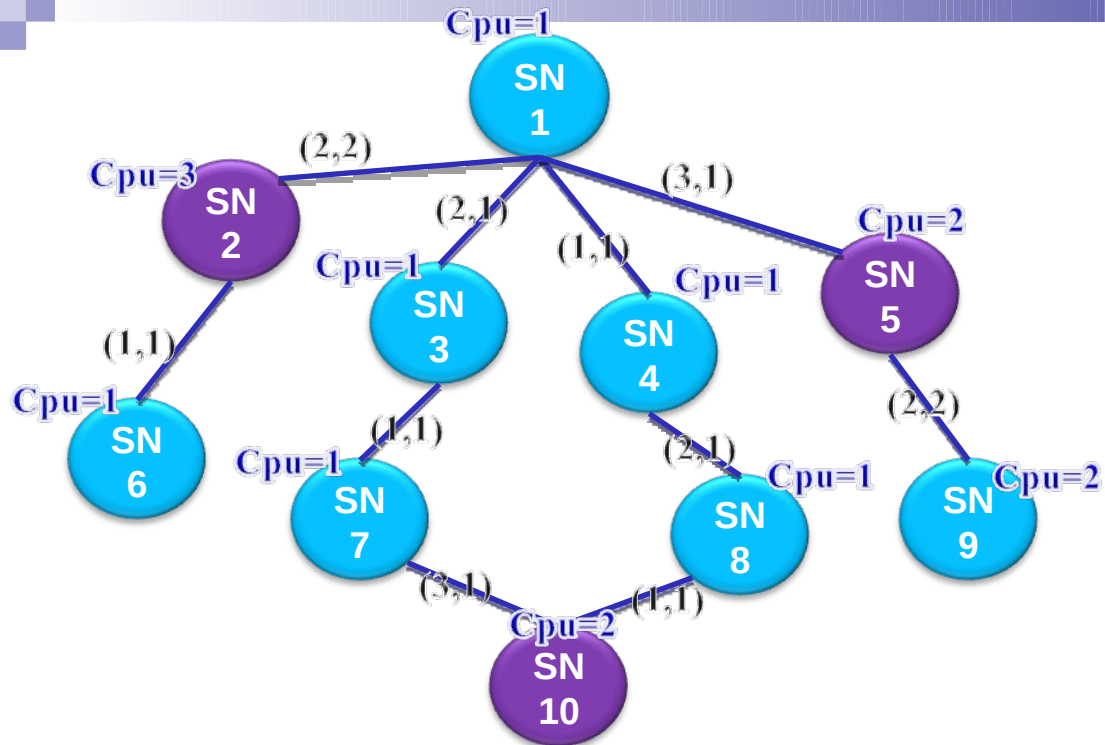 Cpu=1
SN
1
(2,2)
(3,1)
Cpu=3
SN
2
(2,1)
Cpu=2
(1,1)
Cpu=1
Cpu=1
SN
5
SN
3
SN
4
(1,1)
Cpu=1
(2,2)
(1,1)
(2,1)
SN
6
Cpu=1
Cpu=1
Cpu=2
SN
7
SN
8
SN
9
(3,1)
(1,1)
Cpu=2
SN
10